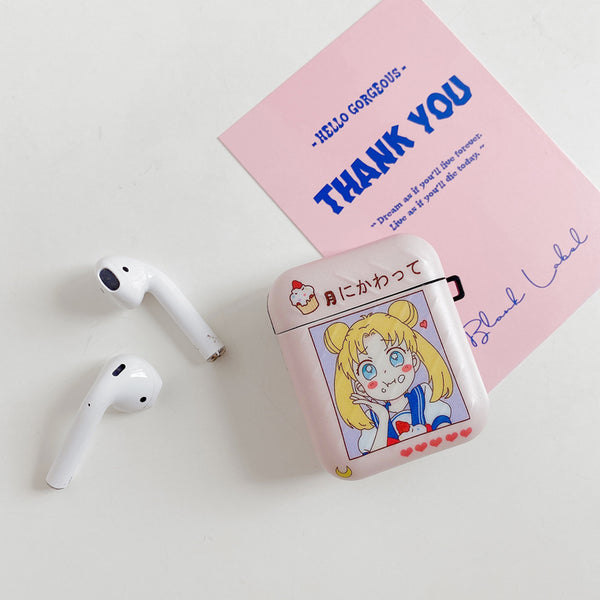 - HELLO GORGEOUS -
THANK YOU
~ Dream as if you'll live forever.
Live as if you'll die today. ~
Blank Label
月にかわって